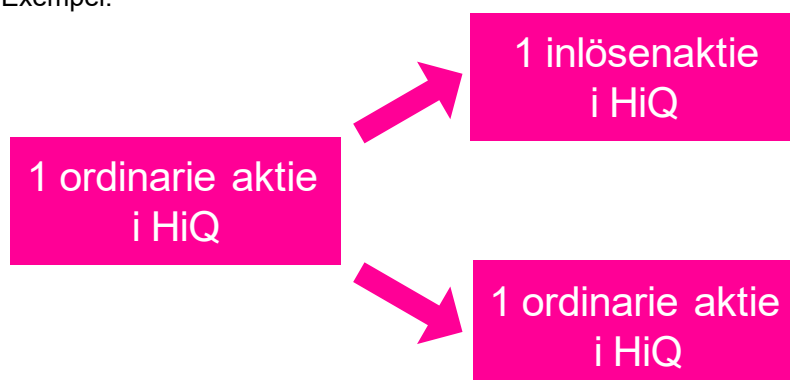 Exempel:
1 inlösenaktie
i HiQ
1 ordinarie aktie
i HiQ
1 ordinarie aktie
i HiQ